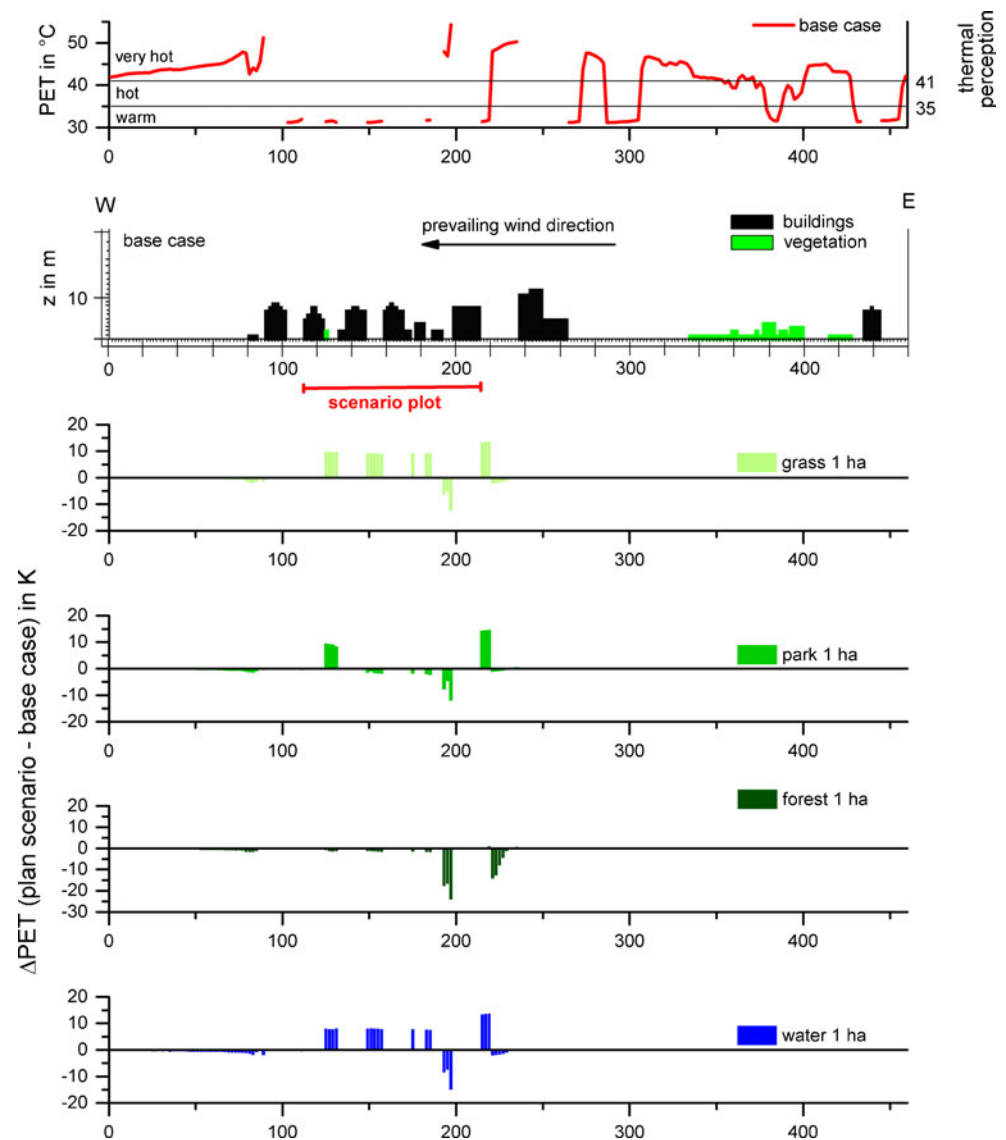 base case
PET in °C
50
40
30
very hot
hot
warm
41
35
thermal
perception
0 100 200 300 400
W E
prevailing wind direction
buildings
vegetation
base case
z in m
10
0 100 200 300 400
scenario plot
ΔPET (plan scenario - base case) in K
20
10
0
-10
-20
grass 1 ha
0 100 200 300 400
20
10
0
-10
-20
park 1 ha
0 100 200 300 400
20
10
0
-10
-20
-30
forest 1 ha
0 100 200 300 400
20
10
0
-10
-20
water 1 ha
0 100 200 300 400